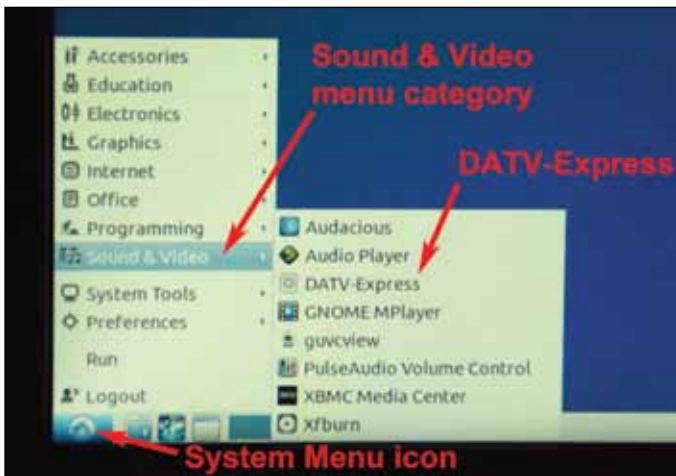 Sound & Video
menu category
DATV-Express
Accessories
Education
Electronics
Graphics
Internet
Office
Programming
Sound & Video
System Tools
Preferences
Run
Logout
Audacious
Audio Player
DATV-Express
GNOME MPlayer
guvcview
PulseAudio Volume Control
XBMC Media Center
Xfburn
System Menu icon